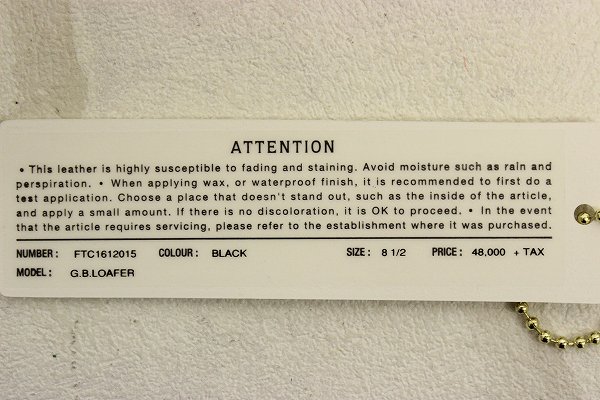 ATTENTION
• This leather is highly susceptible to fading and staining. Avoid moisture such as rain and
perspiration. • When applying wax, or waterproof finish, it is recommended to first do a
test application. Choose a place that doesn't stand out, such as the inside of the article,
and apply a small amount. If there is no discoloration, it is OK to proceed. • In the event
that the article requires servicing, please refer to the establishment where it was purchased.
NUMBER: FTC1612015 COLOUR: BLACK SIZE: 8 1/2 PRICE: 48,000 + TAX
MODEL: G.B.LOAFER